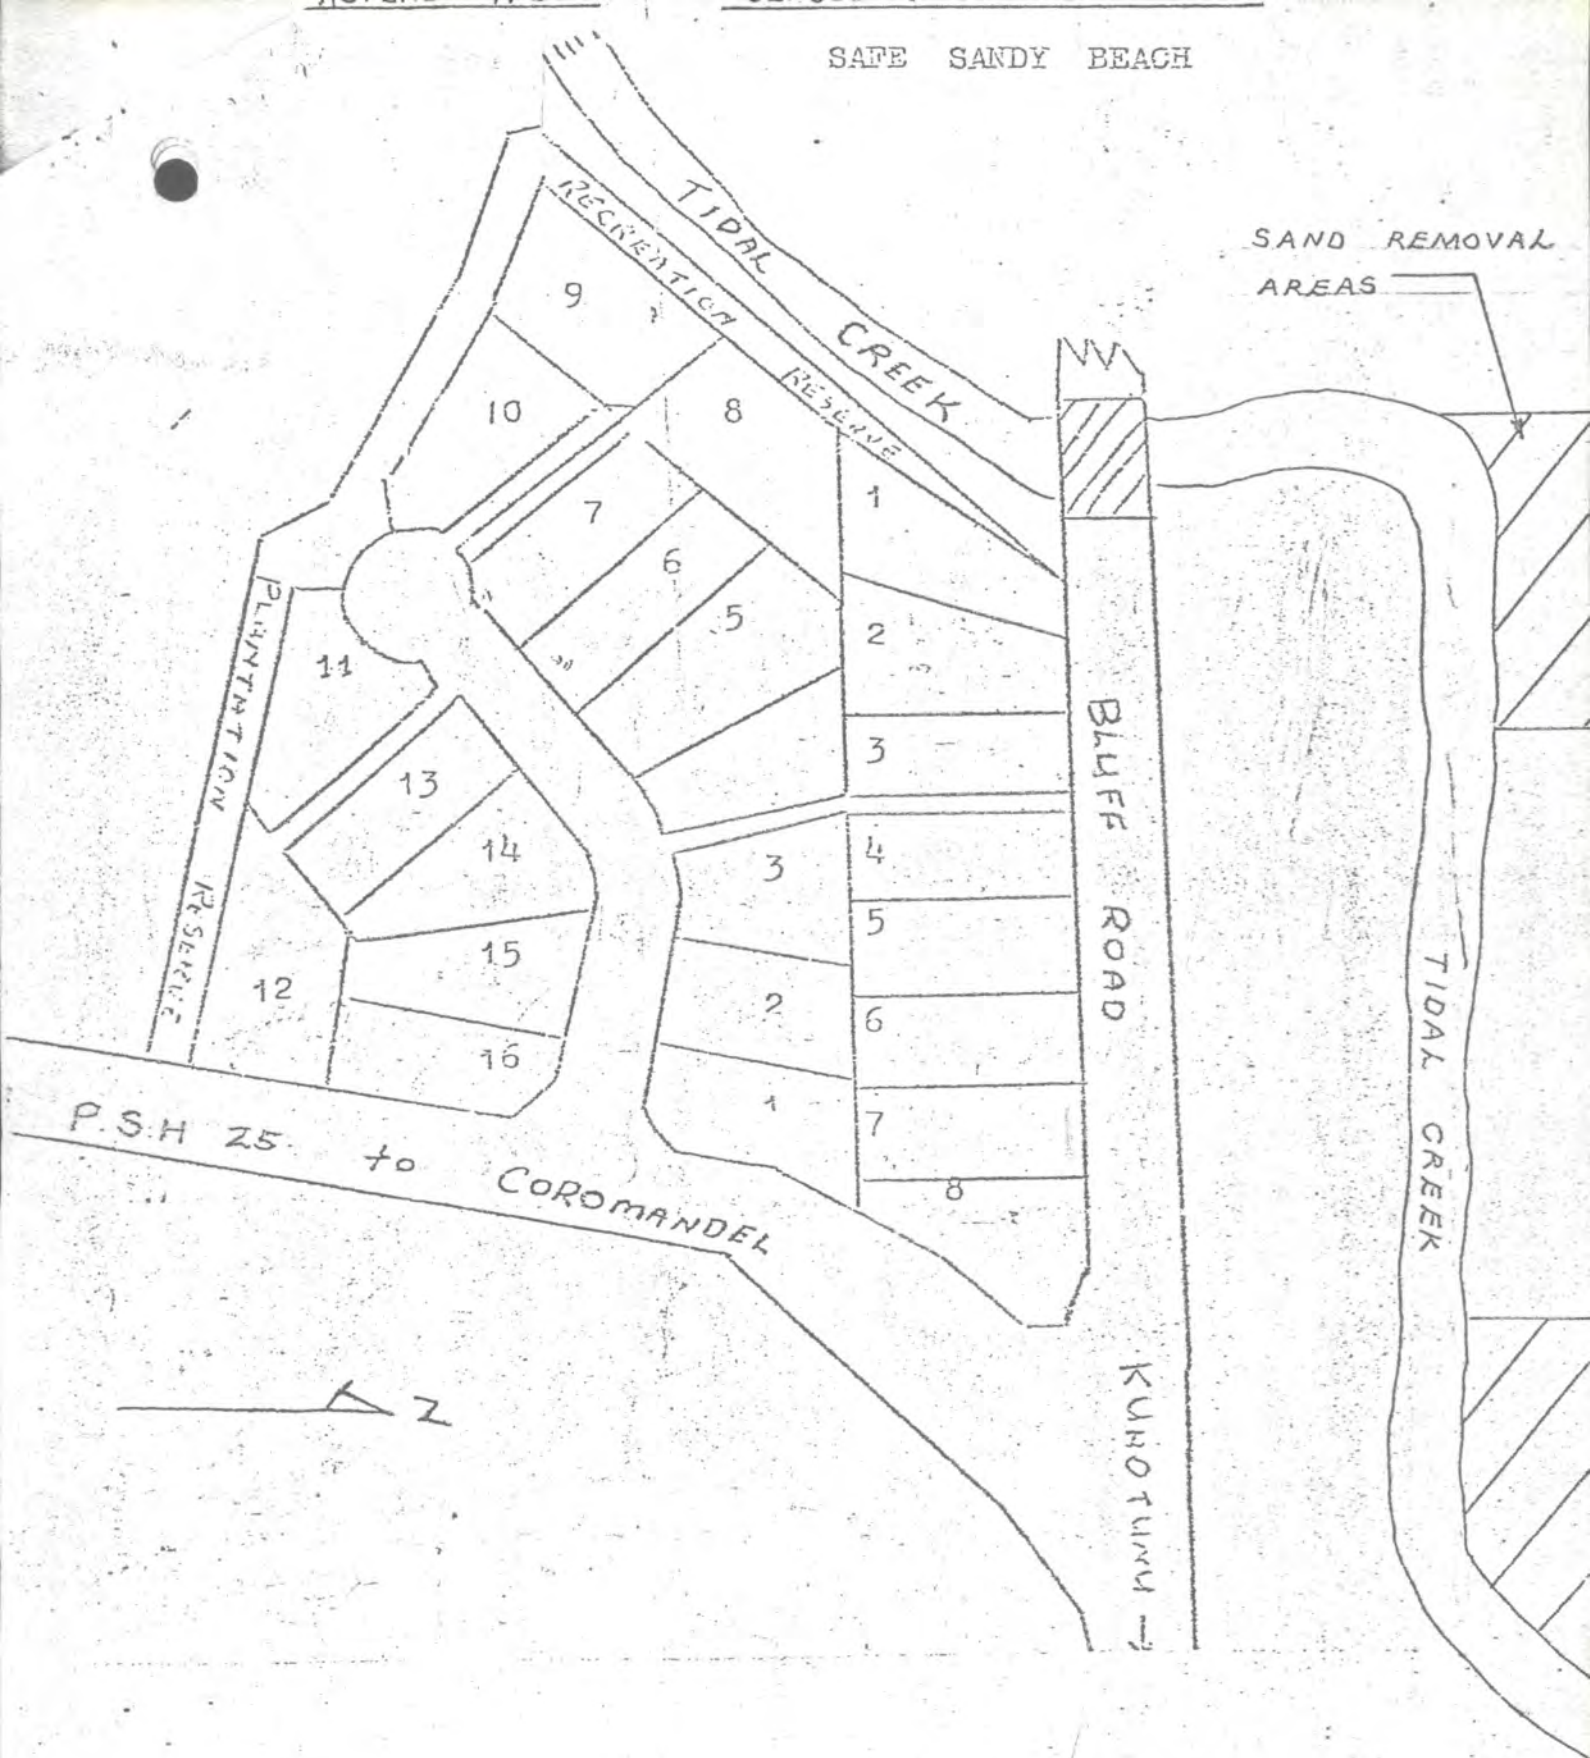 SAFE SANDY BEACH
TIDAL CREEK
RECREATION RESERVE
SAND REMOVAL
AREAS
9
10
8
7
6
5
1
2
3
4
5
6
7
8
11
13
14
15
16
12
3
2
1
PLANTATION RESERVE
BLUFF ROAD
TIDAL CREEK
P.S.H 25. to COROMANDEL
KUAOTUNU →
N